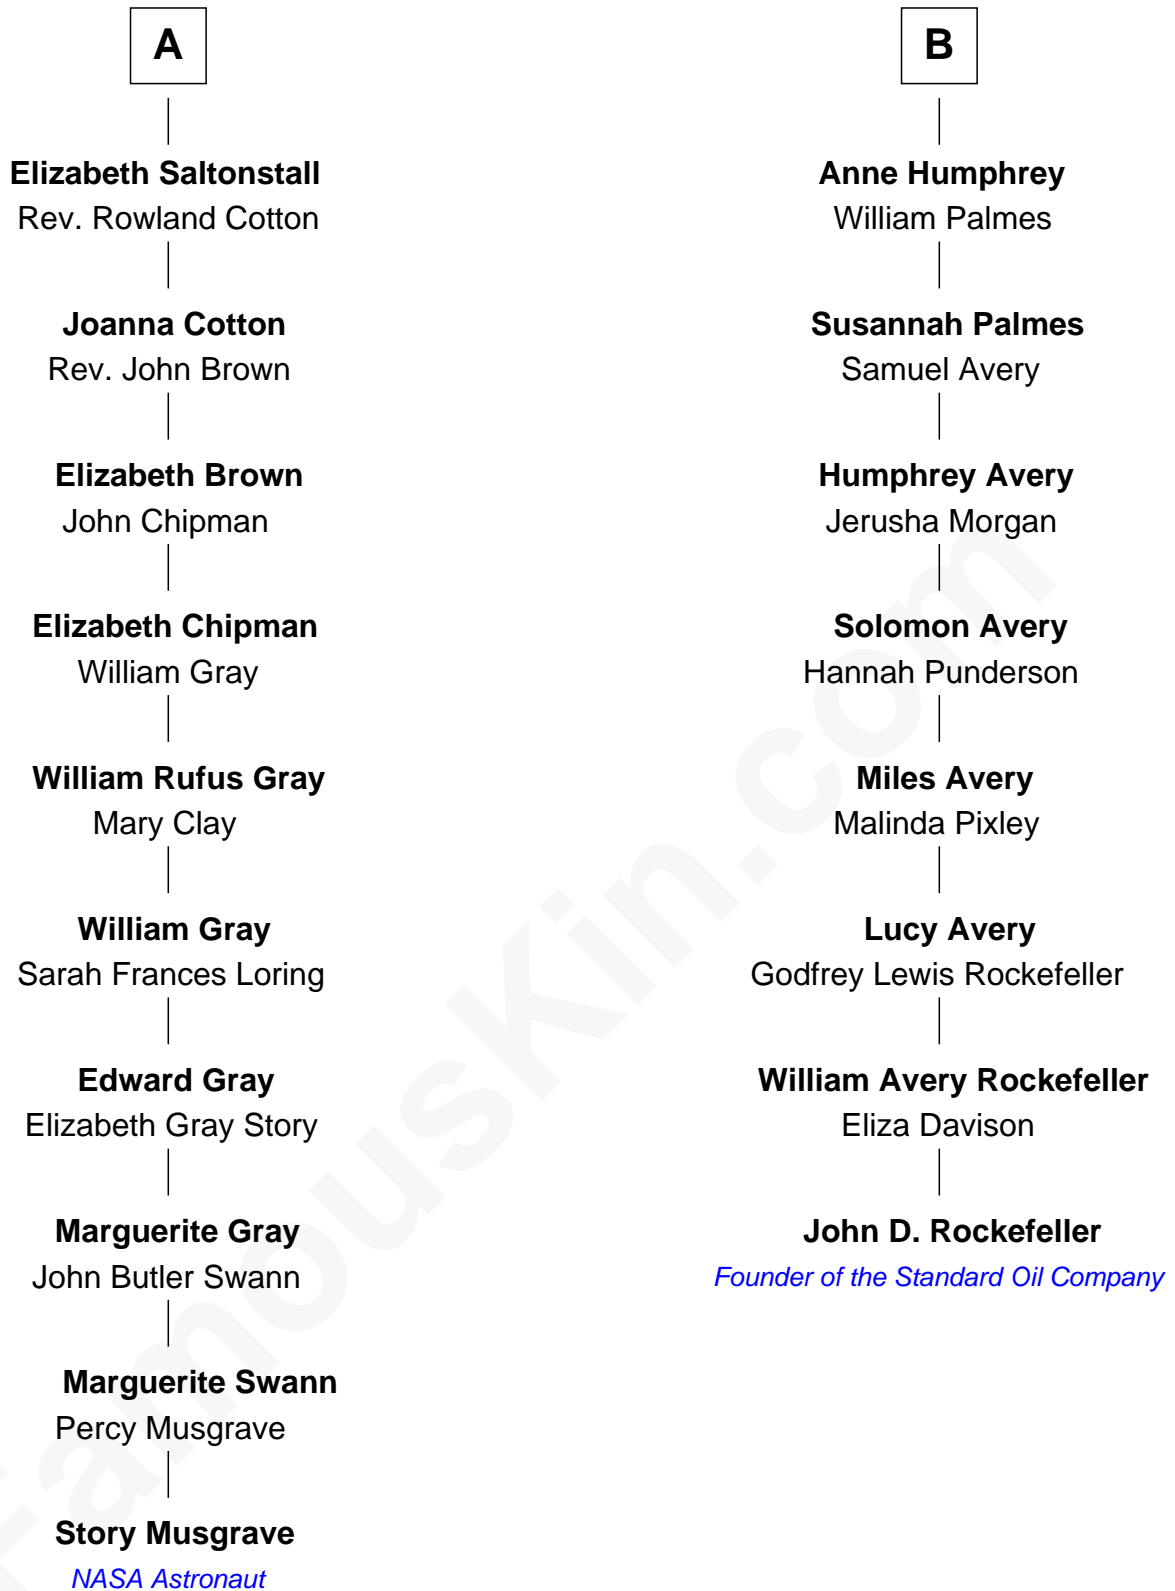 A
Elizabeth Saltonstall
Rev. Rowland Cotton
Joanna Cotton
Rev. John Brown
Elizabeth Brown
John Chipman
Elizabeth Chipman
William Gray
William Rufus Gray
Mary Clay
William Gray
Sarah Frances Loring
Edward Gray
Elizabeth Gray Story
Marguerite Gray
John Butler Swann
Marguerite Swann
Percy Musgrave
Story Musgrave
NASA Astronaut
B
Anne Humphrey
William Palmes
Susannah Palmes
Samuel Avery
Humphrey Avery
Jerusha Morgan
Solomon Avery
Hannah Punderson
Miles Avery
Malinda Pixley
Lucy Avery
Godfrey Lewis Rockefeller
William Avery Rockefeller
Eliza Davison
John D. Rockefeller
Founder of the Standard Oil Company
FamousKin.com